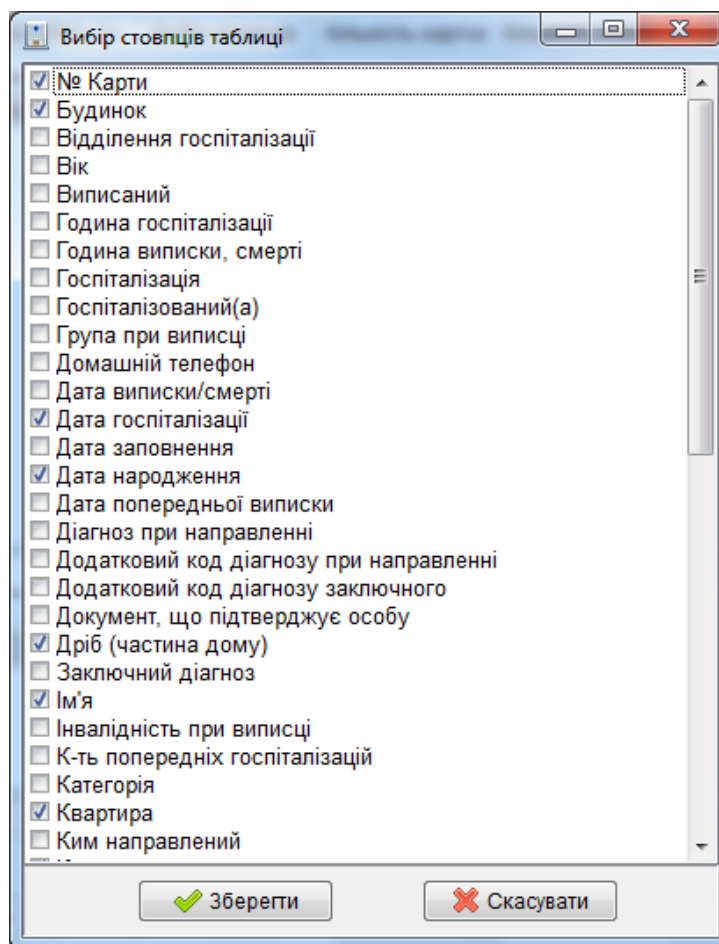 Вибір стовпців таблиці
№ Карти
Будинок
Відділення госпіталізації
Вік
Виписаний
Година госпіталізації
Година виписки, смерті
Госпіталізація
Госпіталізований(а)
Група при виписці
Домашній телефон
Дата виписки/смерті
Дата госпіталізації
Дата заповнення
Дата народження
Дата попередньої виписки
Діагноз при направленні
Додатковий код діагнозу при направленні
Додатковий код діагнозу заключного
Документ, що підтверджує особу
Дріб (частина дому)
Заключний діагноз
Ім'я
Інвалідність при виписці
К-ть попередніх госпіталізацій
Категорія
Квартира
Ким направлений
Зберегти
Скасувати